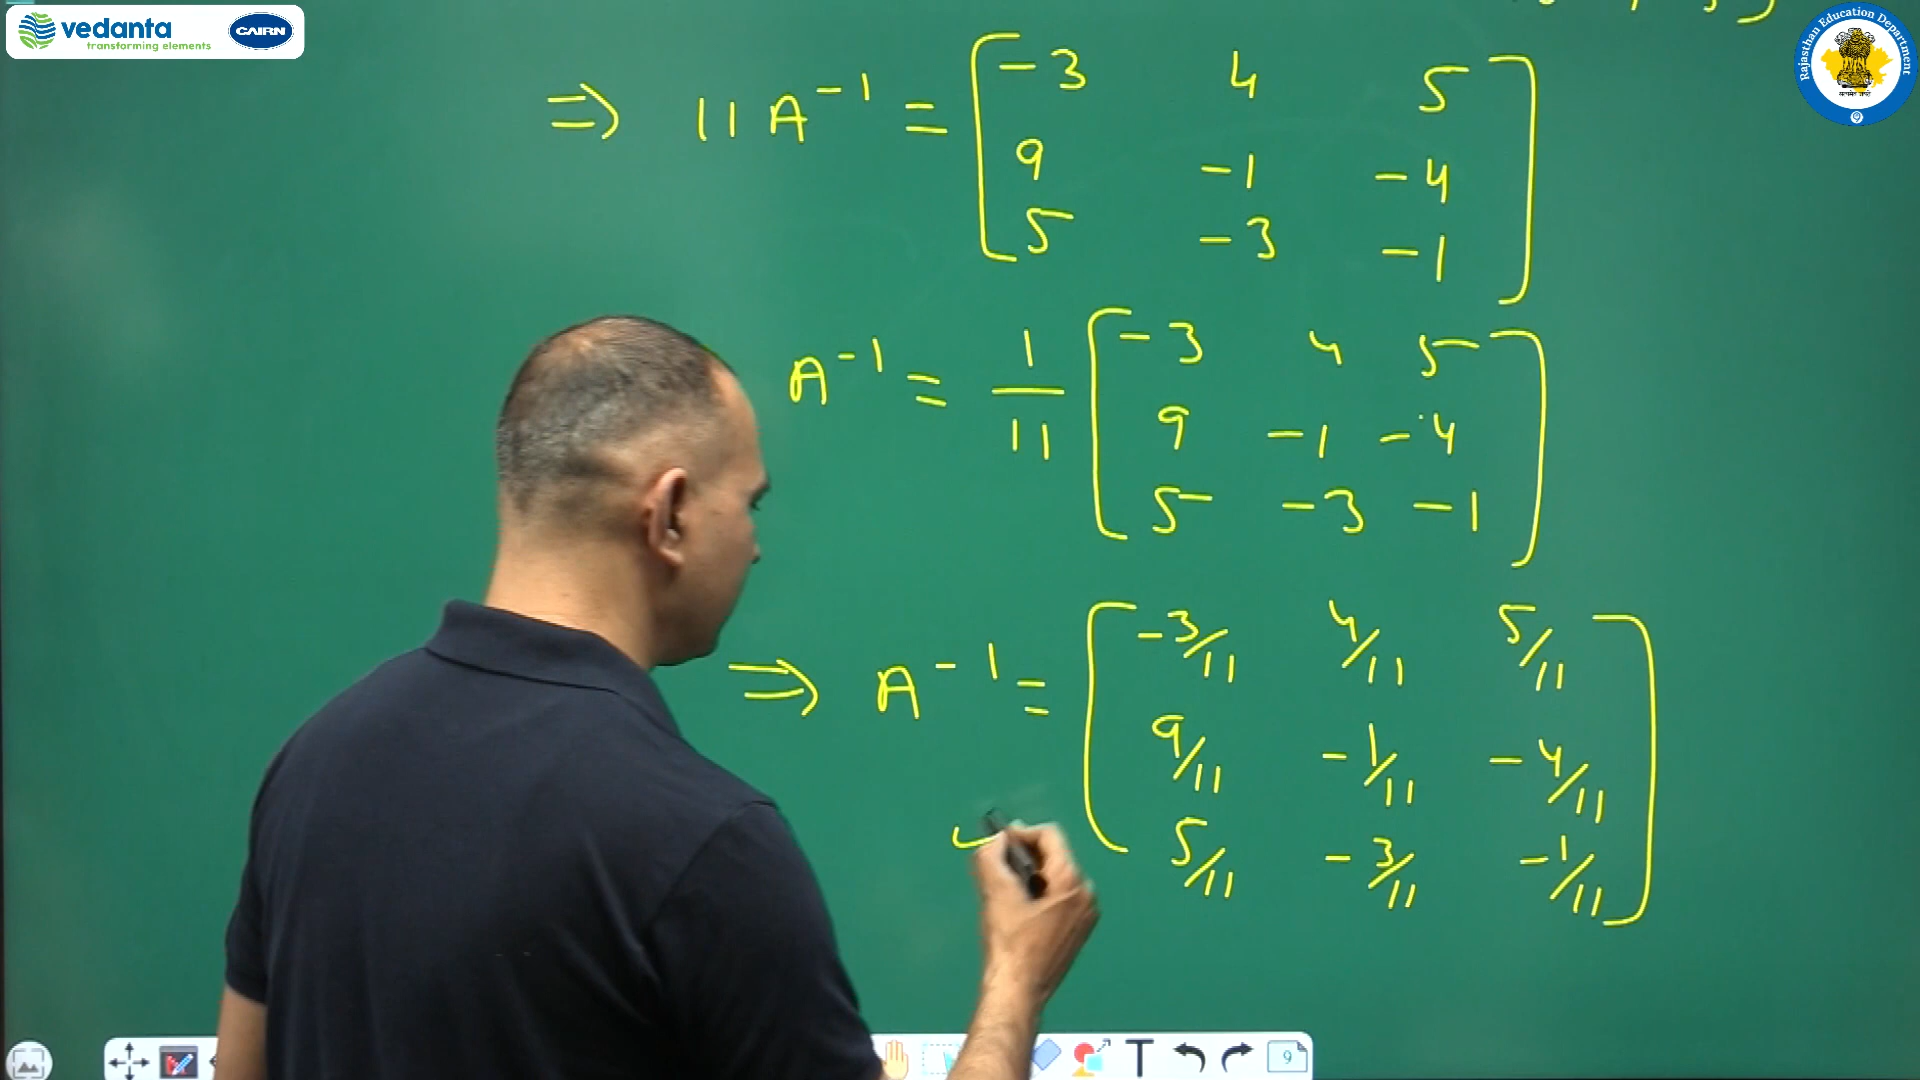 vedanta
transforming elements
CAIRN
Rajasthan Education Department
⇒ 11 A⁻¹ = [ -3 4 5
9 -1 -4
5 -3 -1 ]
A⁻¹ = 1/11 [ -3 4 5
9 -1 -4
5 -3 -1 ]
⇒ A⁻¹ = [ -3/11 4/11 5/11
9/11 -1/11 -4/11
5/11 -3/11 -1/11 ]
T
9